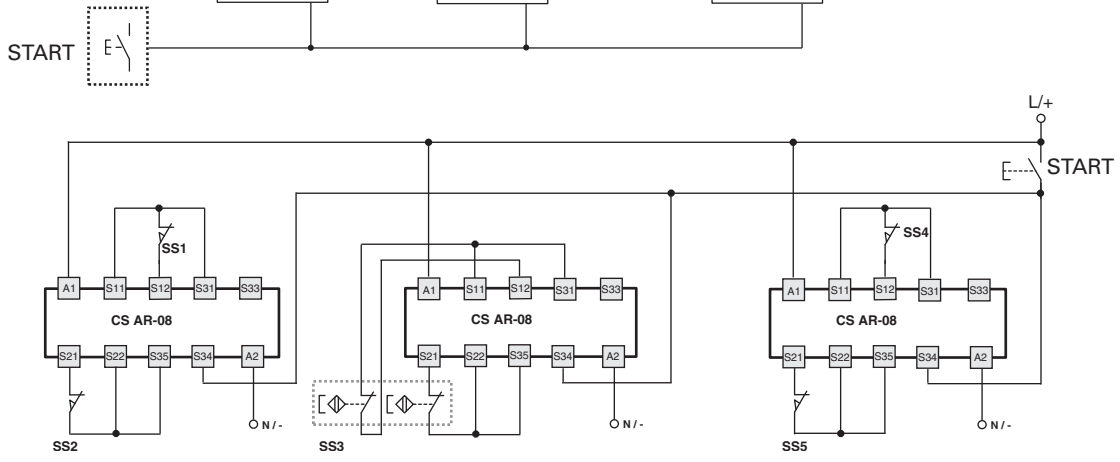 START
L/+
START
SS1
SS4
A1 S11 S12 S31 S33
A1 S11 S12 S31 S33
A1 S11 S12 S31 S33
CS AR-08
CS AR-08
CS AR-08
S21 S22 S35 S34 A2
S21 S22 S35 S34 A2
S21 S22 S35 S34 A2
N / -
N / -
N / -
SS2
SS3
SS5